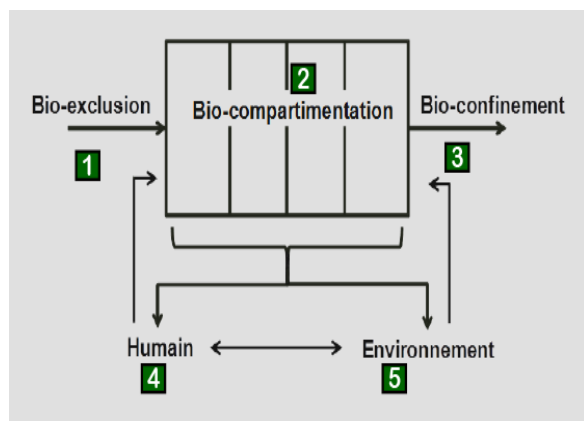 2
Bio-exclusion
Bio-compartimentation
Bio-confinement
1
3
Humain
Environnement
4
5